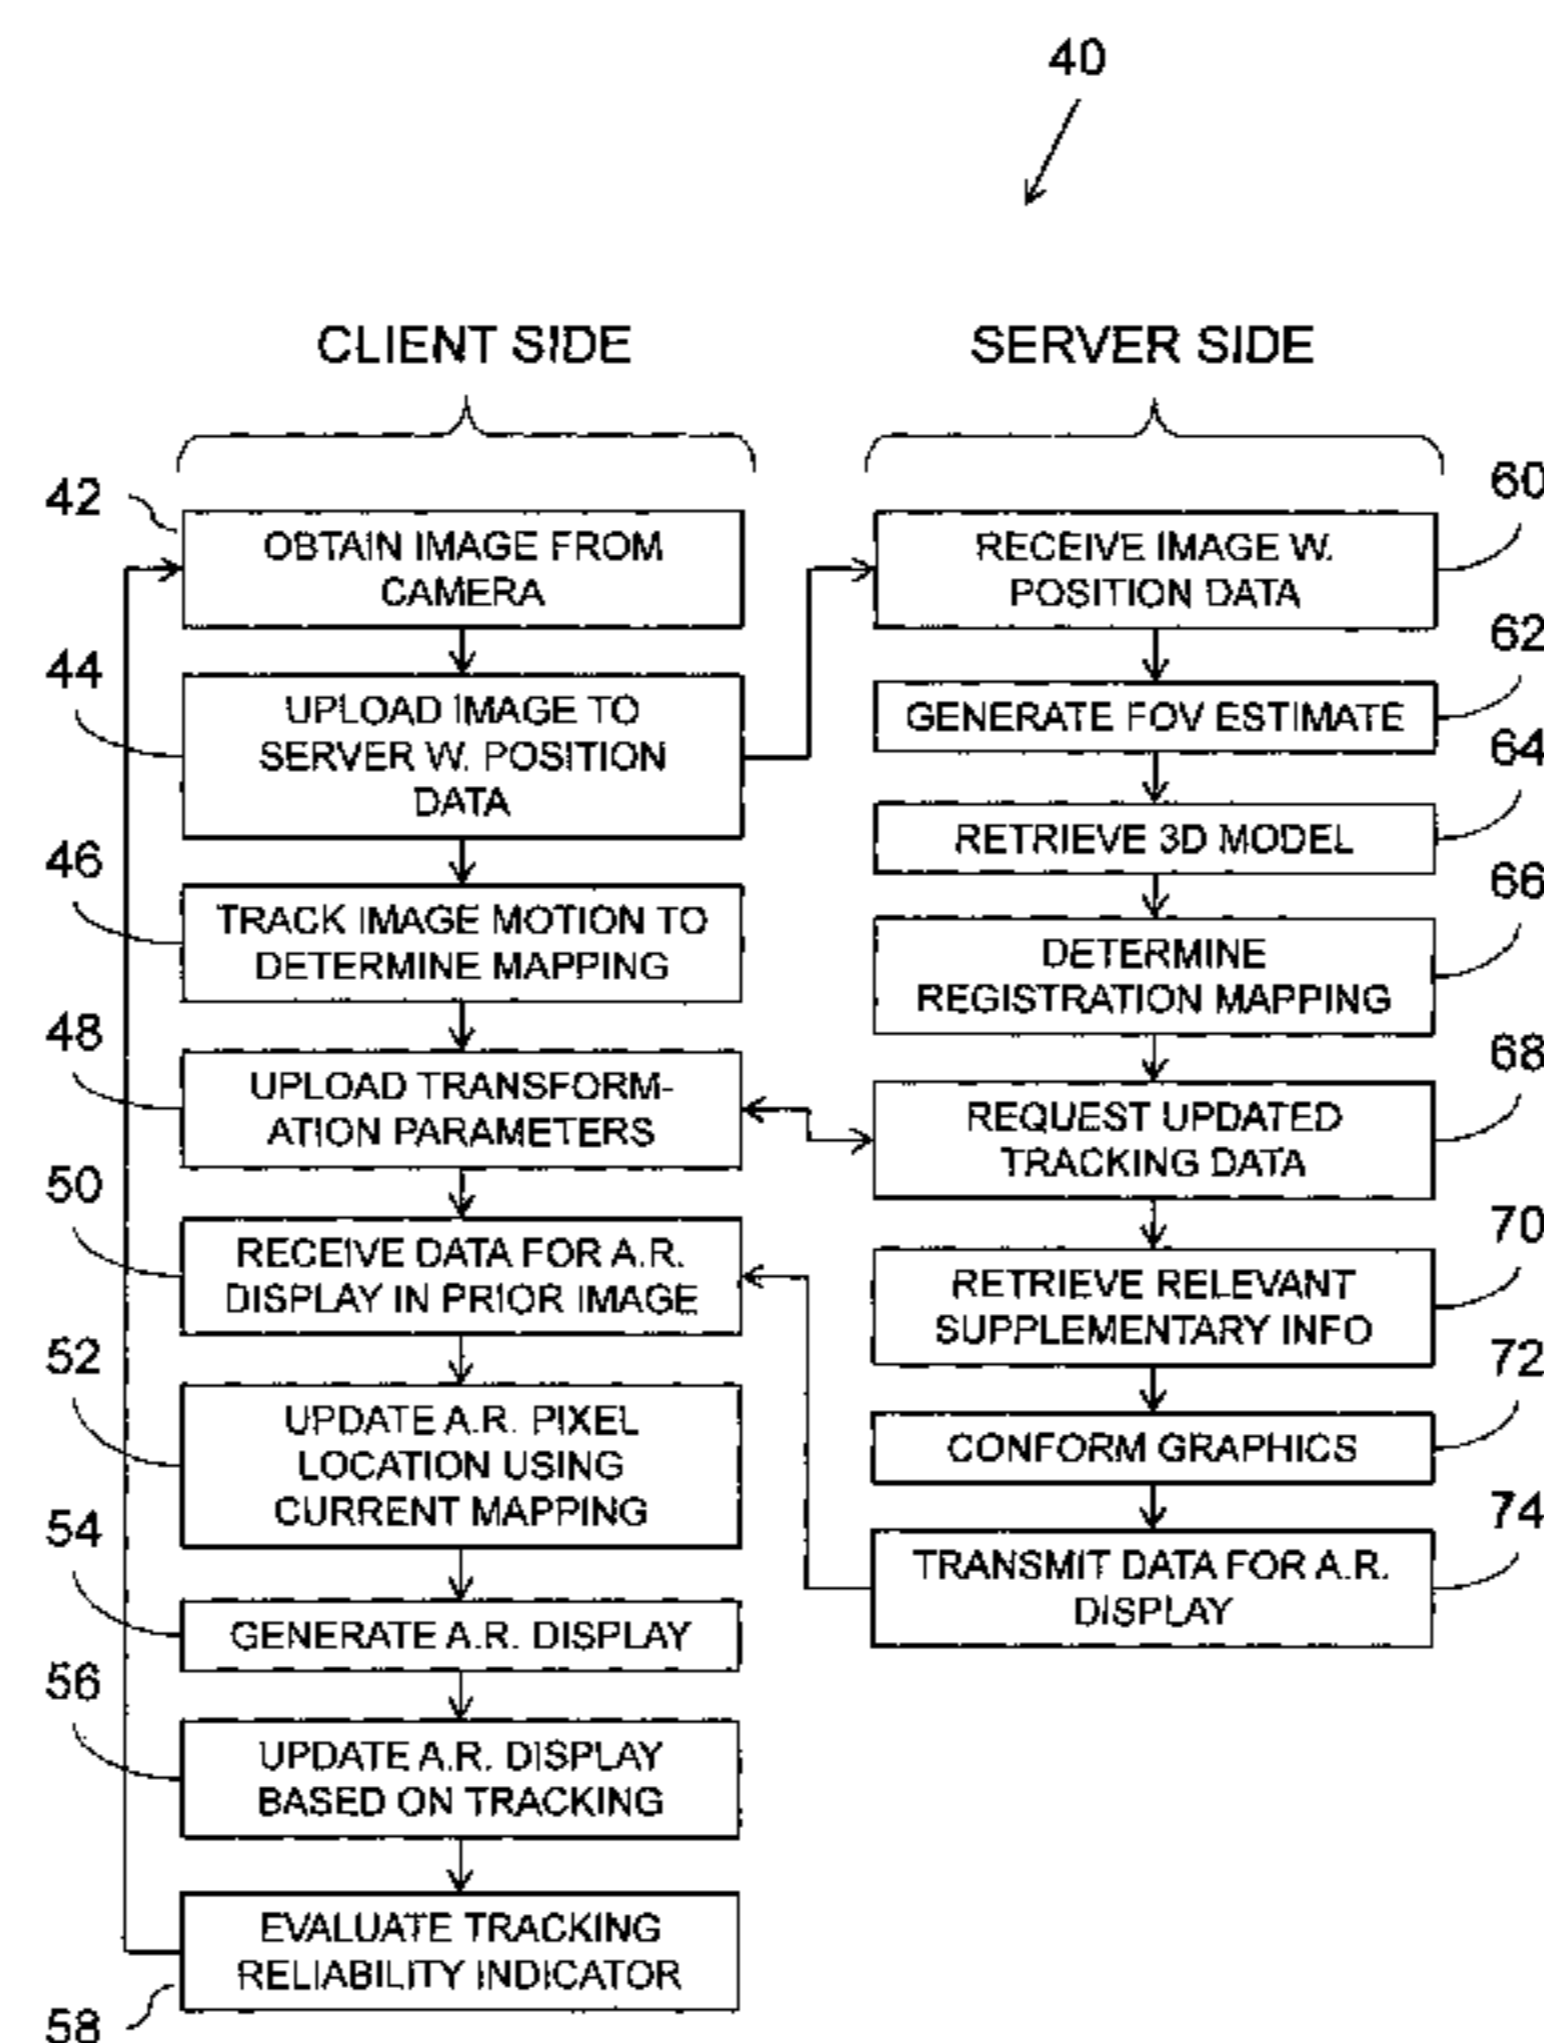 40
CLIENT SIDE
42
OBTAIN IMAGE FROM
CAMERA
44
UPLOAD IMAGE TO
SERVER W. POSITION
DATA
46
TRACK IMAGE MOTION TO
DETERMINE MAPPING
48
UPLOAD TRANSFORM-
ATION PARAMETERS
50
RECEIVE DATA FOR A.R.
DISPLAY IN PRIOR IMAGE
52
UPDATE A.R. PIXEL
LOCATION USING
CURRENT MAPPING
54
GENERATE A.R. DISPLAY
56
UPDATE A.R. DISPLAY
BASED ON TRACKING
EVALUATE TRACKING
RELIABILITY INDICATOR
58
SERVER SIDE
60
RECEIVE IMAGE W.
POSITION DATA
62
GENERATE FOV ESTIMATE
64
RETRIEVE 3D MODEL
66
DETERMINE
REGISTRATION MAPPING
68
REQUEST UPDATED
TRACKING DATA
70
RETRIEVE RELEVANT
SUPPLEMENTARY INFO
72
CONFORM GRAPHICS
74
TRANSMIT DATA FOR A.R.
DISPLAY